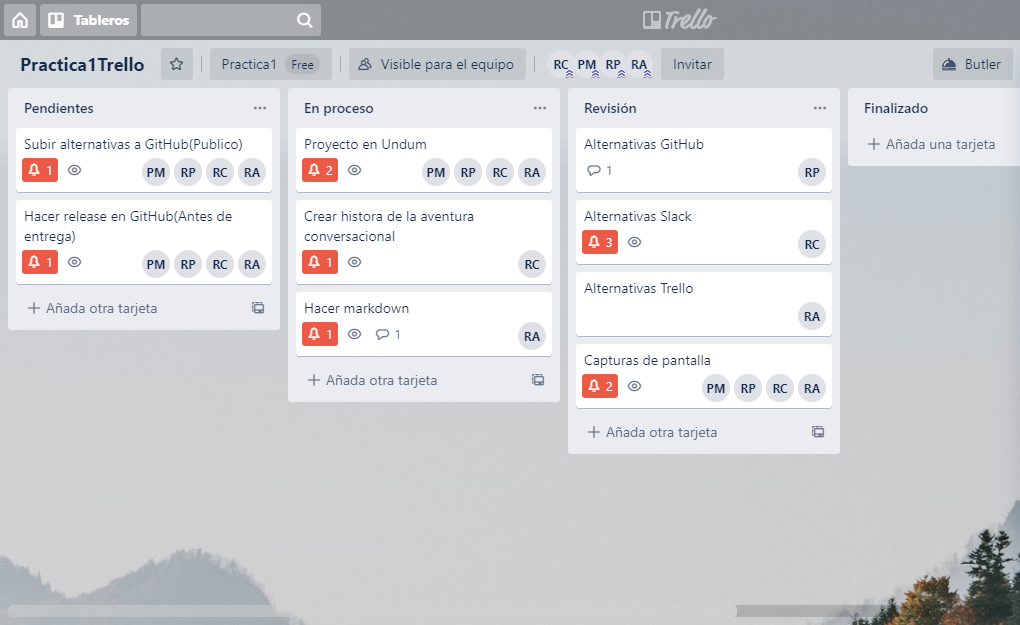 Tableros
Trello
Practica1Trello
Practica1 Free
Visible para el equipo
RC PM RP RA
Invitar
Butler
Pendientes
Subir alternativas a GitHub(Publico)
1 PM RP RC RA
Hacer release en GitHub(Antes de
entrega)
1 PM RP RC RA
+ Añada otra tarjeta
En proceso
Proyecto en Undum
2 PM RP RC RA
Crear histora de la aventura
conversacional
1 RC
Hacer markdown
1 1 RA
+ Añada otra tarjeta
Revisión
Alternativas GitHub
1 RP
Alternativas Slack
3 RC
Alternativas Trello
RA
Capturas de pantalla
2 PM RP RC RA
+ Añada otra tarjeta
Finalizado
+ Añada una tarjeta